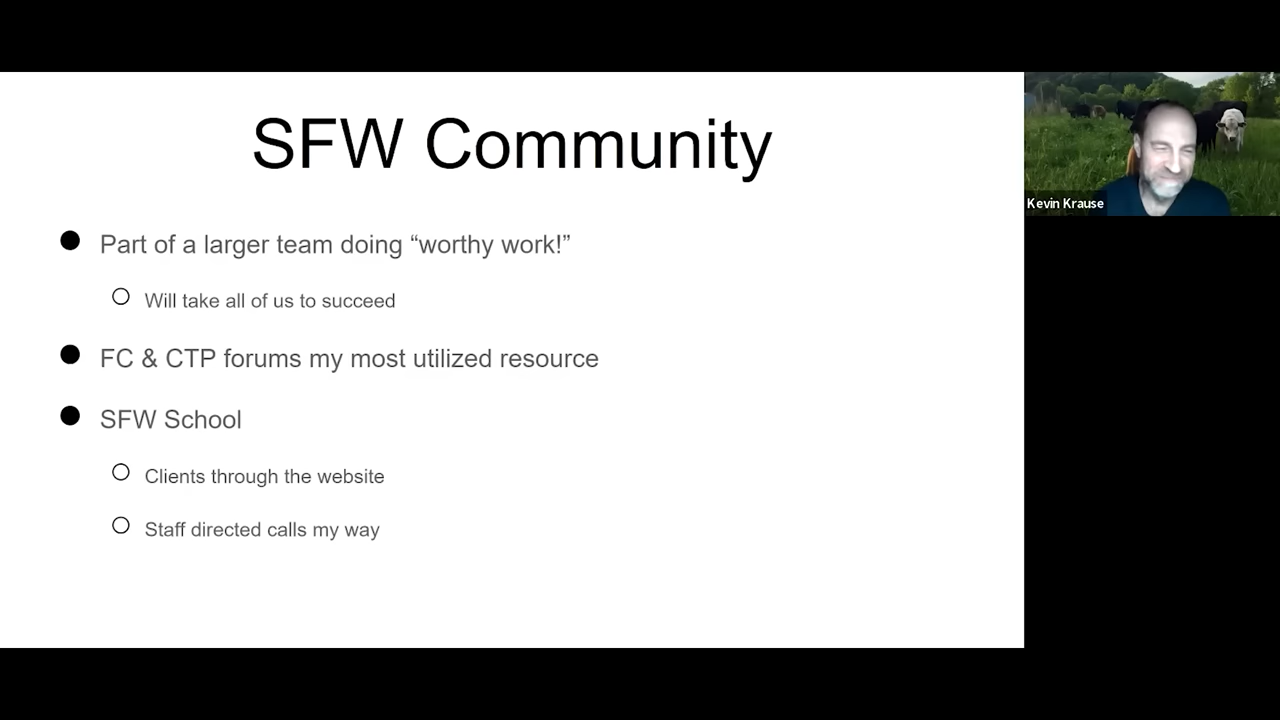 SFW Community
Part of a larger team doing “worthy work!”
Will take all of us to succeed
FC & CTP forums my most utilized resource
SFW School
Clients through the website
Staff directed calls my way
Kevin Krause